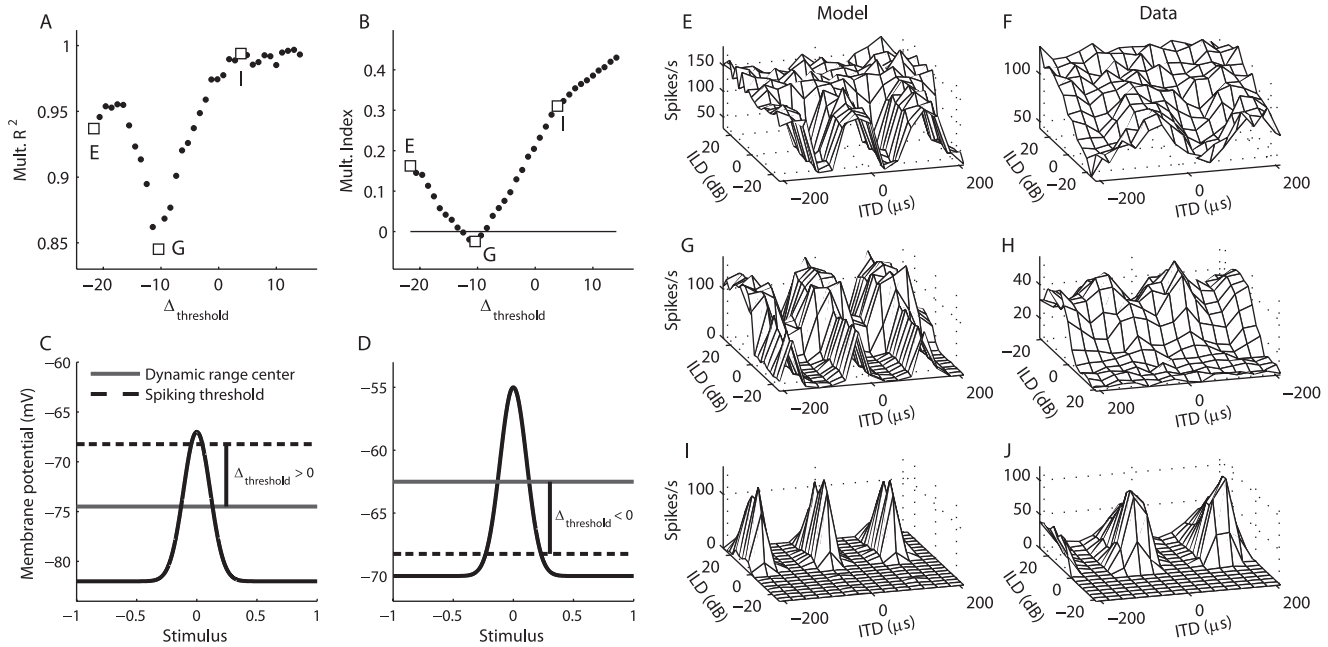 A
Mult. R²
1
0.95
0.9
0.85
E
G
I
−20 −10 0 10
Δthreshold
B
Mult. Index
0.4
0.3
0.2
0.1
0
E
G
I
−20 −10 0 10
Δthreshold
C
Membrane potential (mV)
−60
−65
−70
−75
−80
Dynamic range center
Spiking threshold
Δthreshold > 0
−1 −0.5 0 0.5 1
Stimulus
D
−55
−60
−65
−70
Δthreshold < 0
−1 −0.5 0 0.5 1
Stimulus
Model
Data
E
Spikes/s
150
100
50
20
0
−20
ILD (dB)
−200 0 200
ITD (μs)
F
100
50
20
0
−20
ILD (dB)
−200 0 200
ITD (μs)
G
Spikes/s
100
0
20
0
−20
ILD (dB)
−200 0 200
ITD (μs)
H
40
20
−20
0
20
ILD (dB)
200 0 −200
ITD (μs)
I
Spikes/s
100
0
20
0
−20
ILD (dB)
−200 0 200
ITD (μs)
J
100
50
0
20
0
−20
ILD (dB)
−200 0 200
ITD (μs)